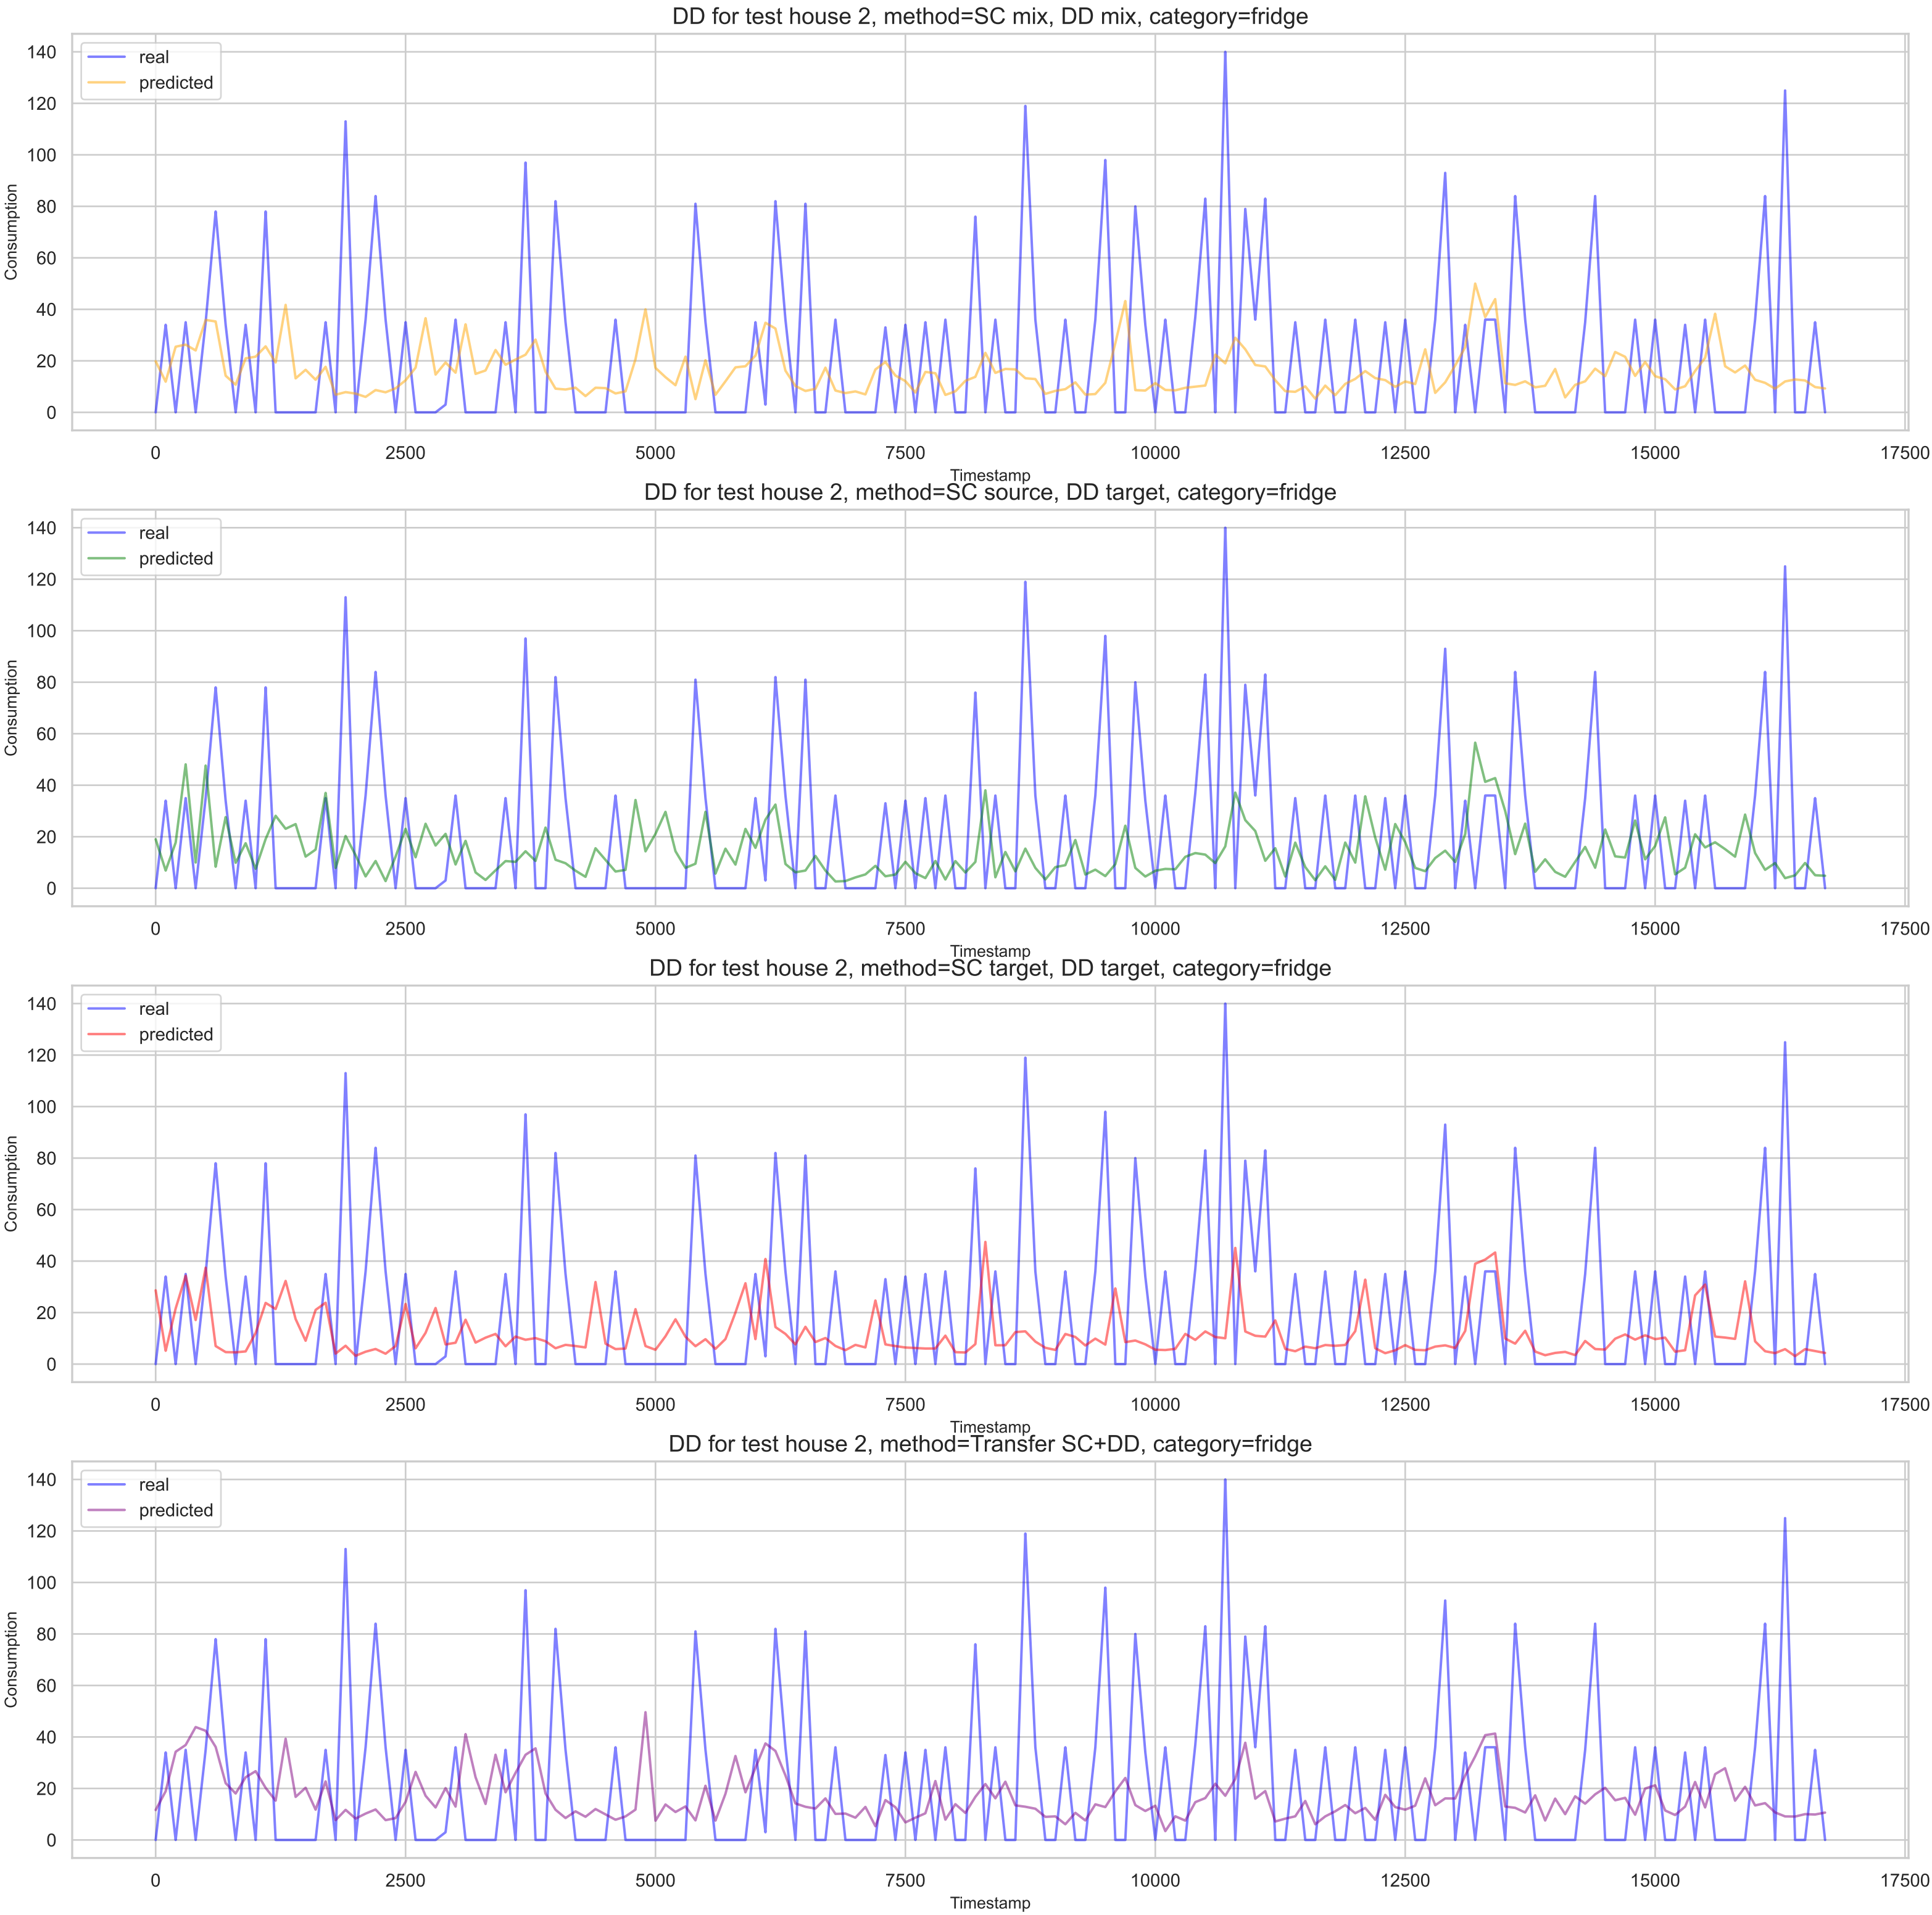 DD for test house 2, method=SC mix, DD mix, category=fridge
real
predicted
Consumption
140
120
100
80
60
40
20
0
0 2500 5000 7500 10000 12500 15000 17500
Timestamp
DD for test house 2, method=SC source, DD target, category=fridge
real
predicted
Consumption
140
120
100
80
60
40
20
0
0 2500 5000 7500 10000 12500 15000 17500
Timestamp
DD for test house 2, method=SC target, DD target, category=fridge
real
predicted
Consumption
140
120
100
80
60
40
20
0
0 2500 5000 7500 10000 12500 15000 17500
Timestamp
DD for test house 2, method=Transfer SC+DD, category=fridge
real
predicted
Consumption
140
120
100
80
60
40
20
0
0 2500 5000 7500 10000 12500 15000 17500
Timestamp